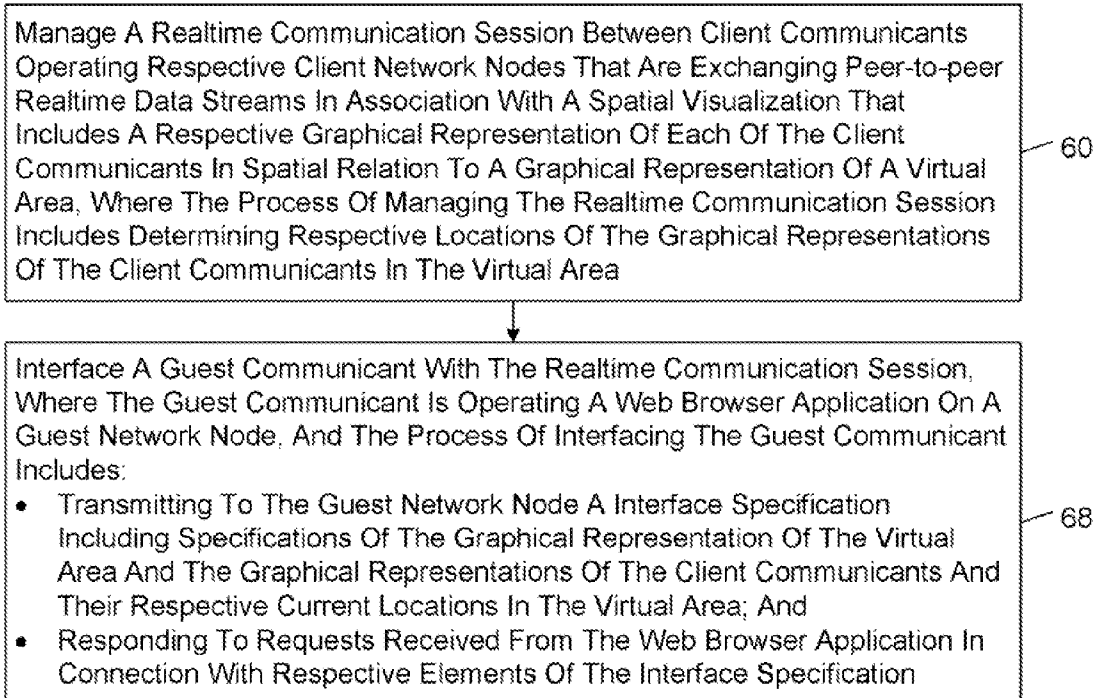 Manage A Realtime Communication Session Between Client Communicants
Operating Respective Client Network Nodes That Are Exchanging Peer-to-peer
Realtime Data Streams In Association With A Spatial Visualization That
Includes A Respective Graphical Representation Of Each Of The Client
Communicants In Spatial Relation To A Graphical Representation Of A Virtual
Area, Where The Process Of Managing The Realtime Communication Session
Includes Determining Respective Locations Of The Graphical Representations
Of The Client Communicants In The Virtual Area
60
Interface A Guest Communicant With The Realtime Communication Session,
Where The Guest Communicant Is Operating A Web Browser Application On A
Guest Network Node, And The Process Of Interfacing The Guest Communicant
Includes:
• Transmitting To The Guest Network Node A Interface Specification
Including Specifications Of The Graphical Representation Of The Virtual
Area And The Graphical Representations Of The Client Communicants And
Their Respective Current Locations In The Virtual Area; And
• Responding To Requests Received From The Web Browser Application In
Connection With Respective Elements Of The Interface Specification
68